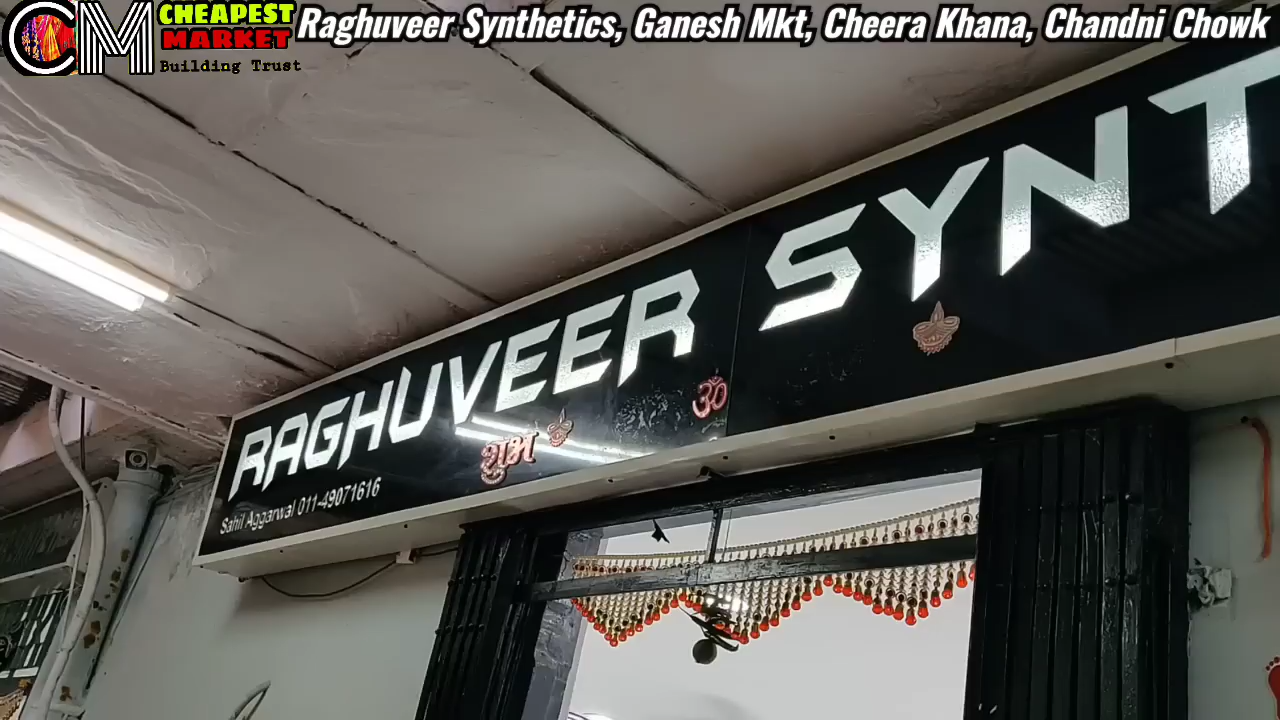 CM CHEAPEST MARKET
Building Trust
Raghuveer Synthetics, Ganesh Mkt, Cheera Khana, Chandni Chowk
RAGHUVEER SYNT
शुभ
ॐ
Sahil Aggarwal 011-49071616